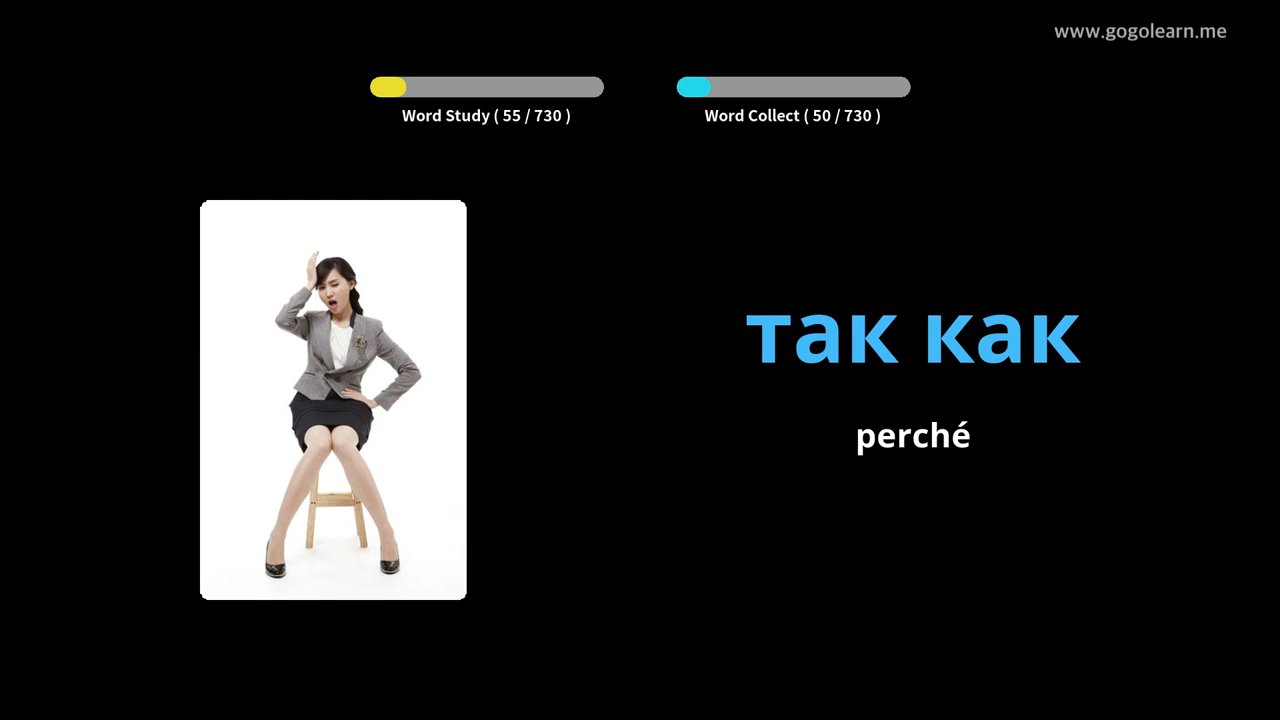 www.gogolearn.me
Word Study ( 55 / 730 )
Word Collect ( 50 / 730 )
так как
perché